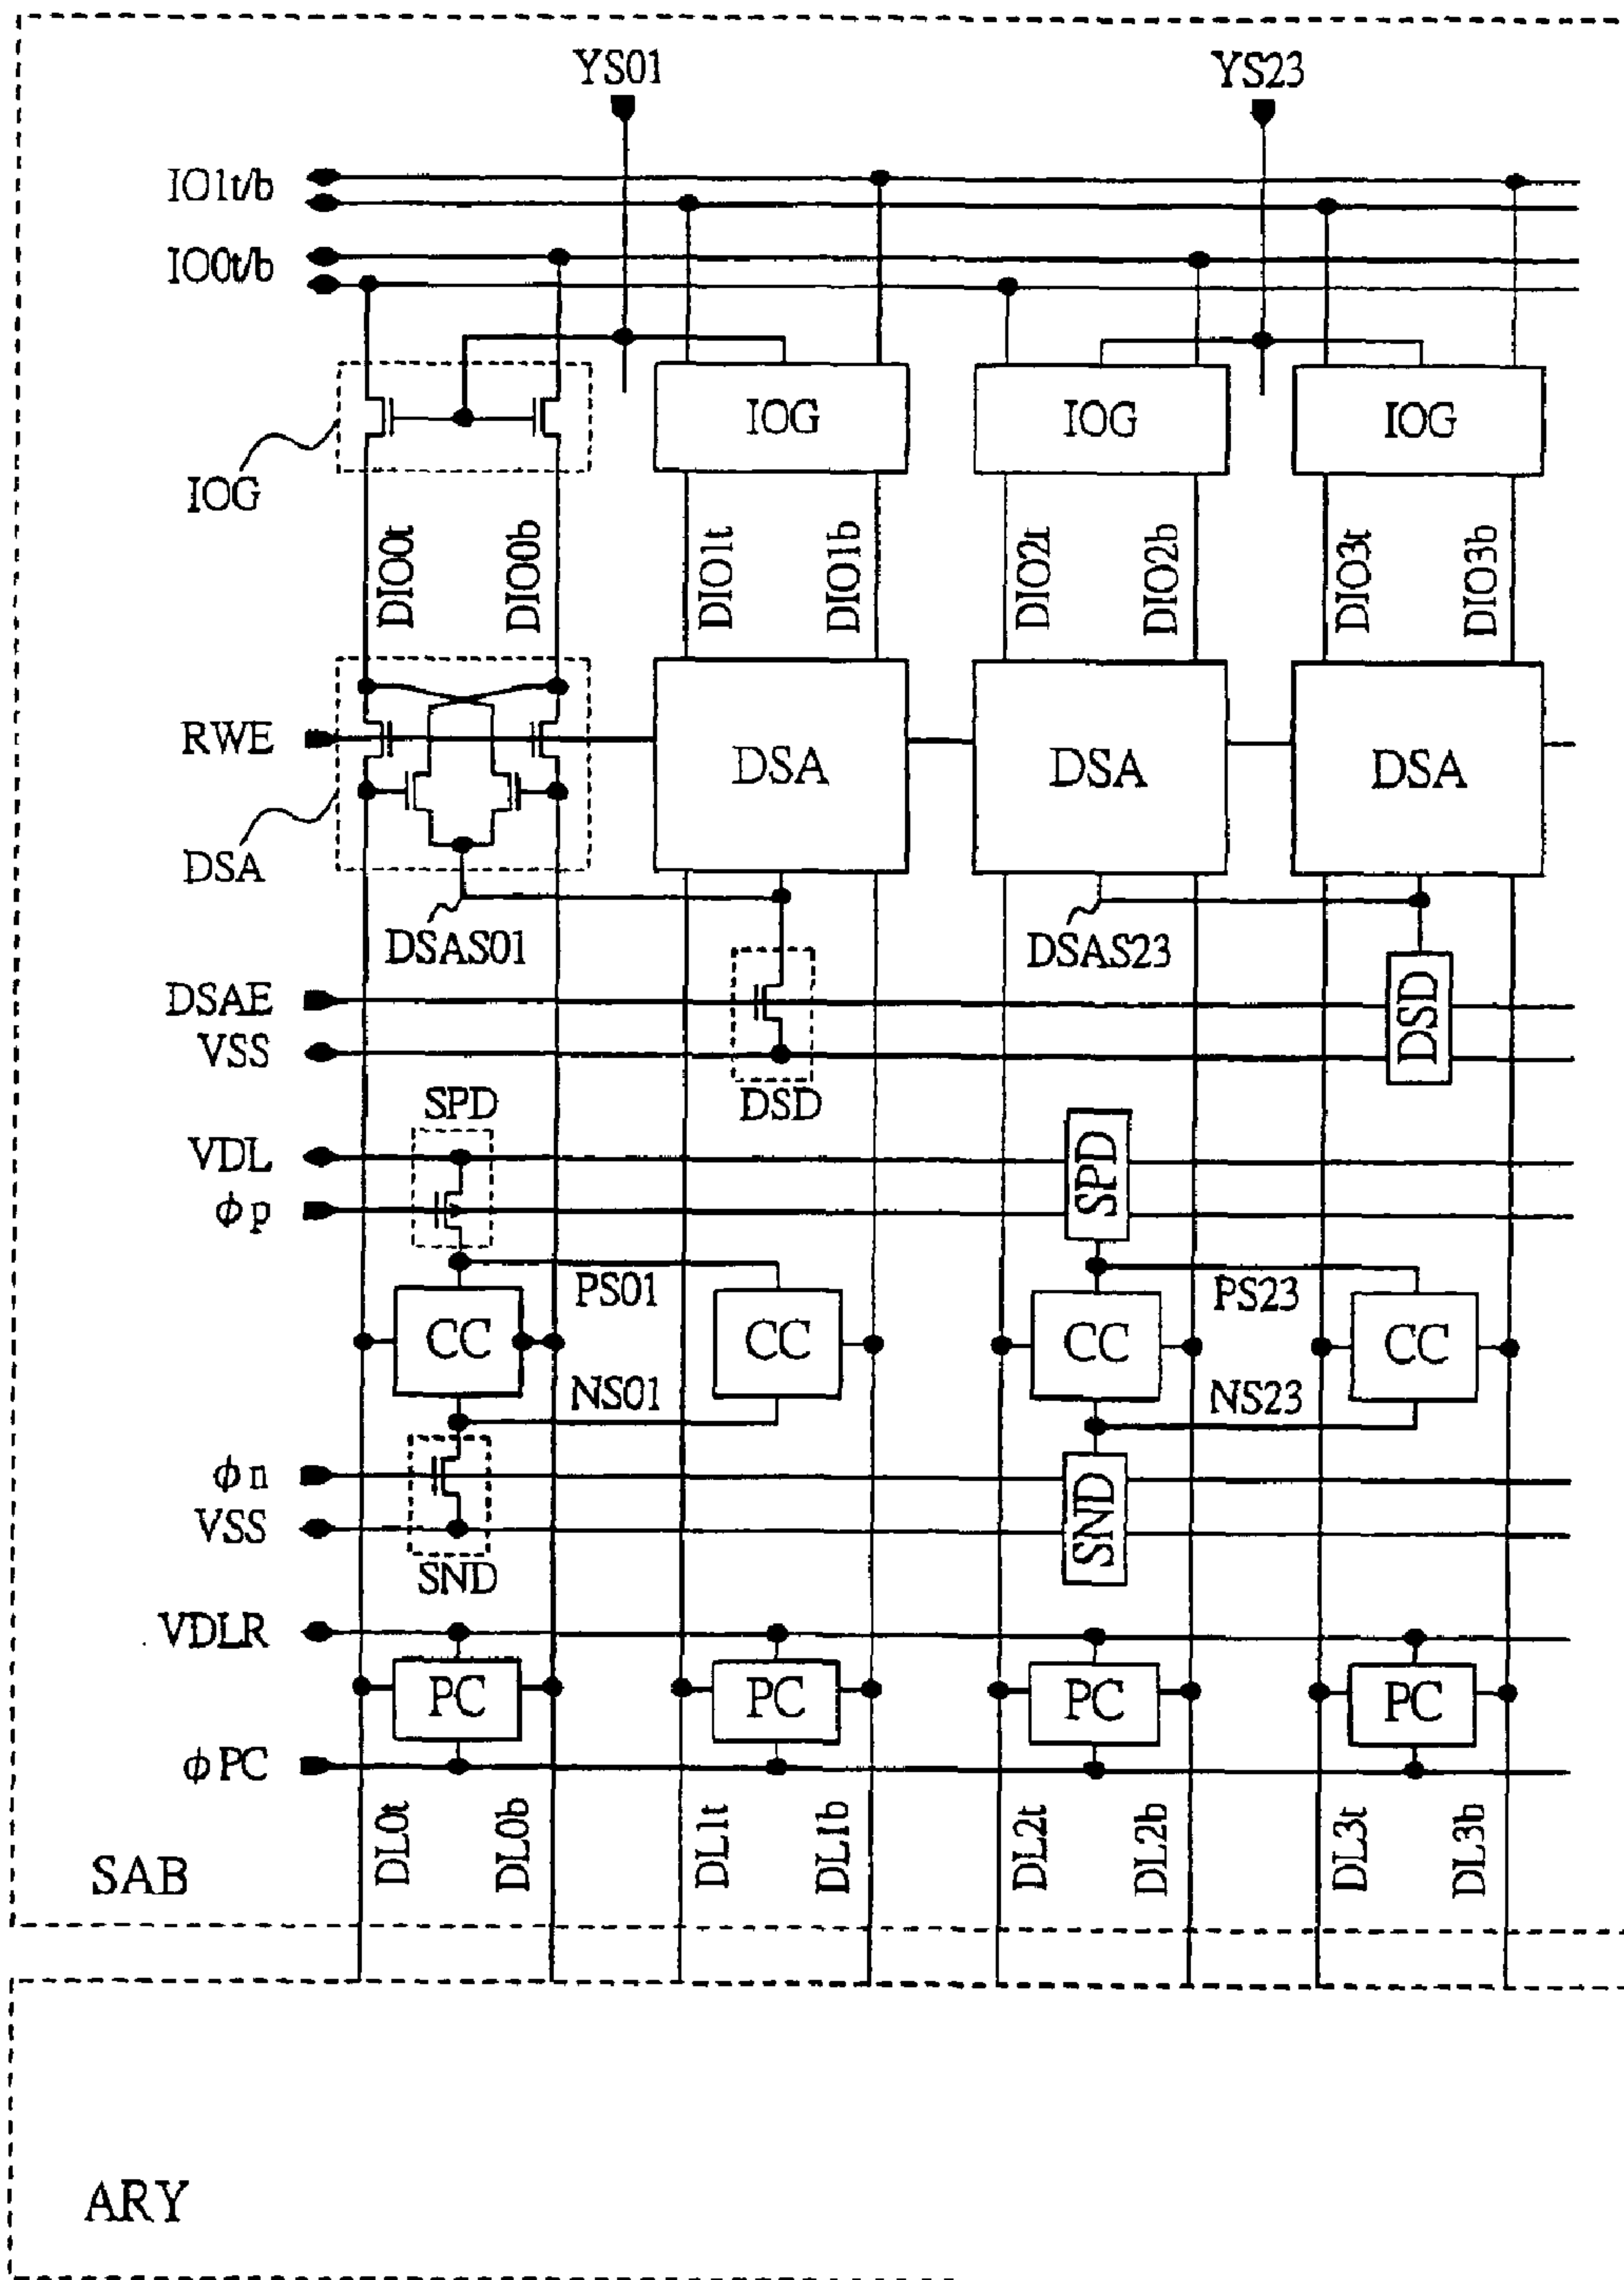 YS01 YS23
IO1t/b
IO0t/b
IOG IOG IOG
IOG
DIO0t DIO0b DIO1t DIO1b DIO2t DIO2b DIO3t DIO3b
RWE DSA DSA DSA
DSA
DSAS01 DSAS23
DSAE
VSS
DSD
DSD
SPD
VDL
SPD
ϕp
PS01 PS23
CC CC CC CC
NS01 NS23
ϕn
VSS
SND
SND
VDLR
PC PC PC PC
ϕPC
DL0t DL0b DL1t DL1b DL2t DL2b DL3t DL3b
SAB
ARY